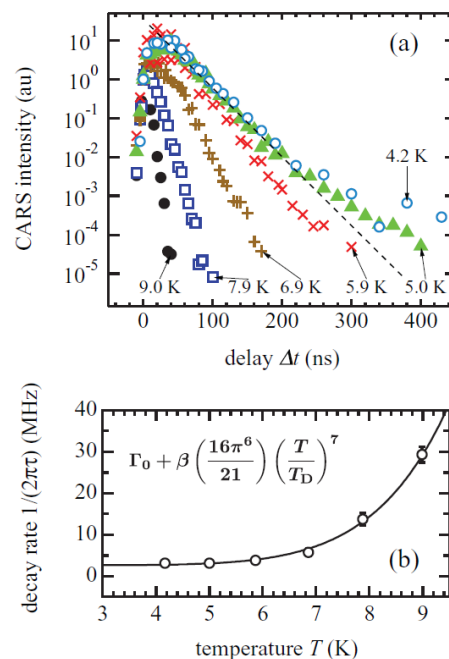 (a)
CARS intensity (au)
10^1
10^0
10^-1
10^-2
10^-3
10^-4
10^-5
4.2 K
9.0 K
7.9 K
6.9 K
5.9 K
5.0 K
0
100
200
300
400
delay Δt (ns)
decay rate 1/(2πτ) (MHz)
40
30
20
10
0
Γ0 + β (16π^6/21) (T/TD)^7
(b)
3
4
5
6
7
8
9
temperature T (K)